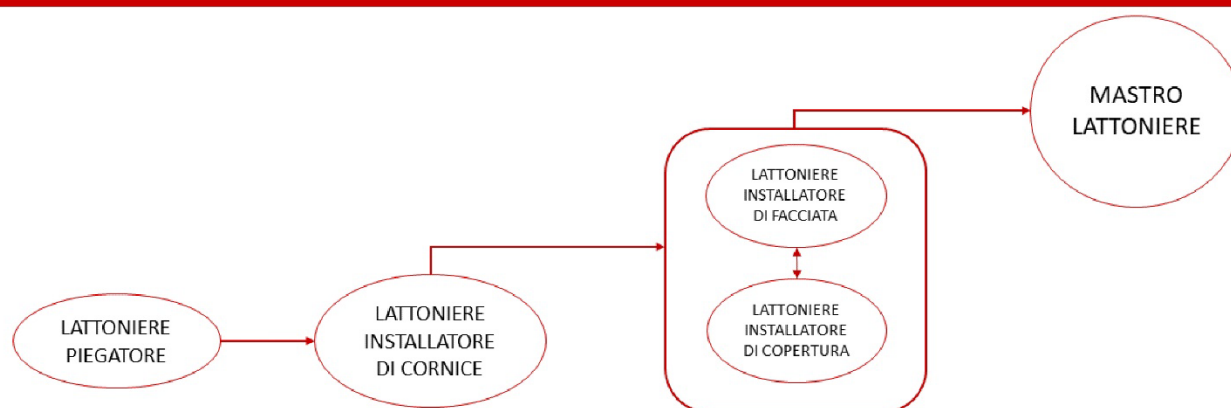 LATTONIERE
PIEGATORE
LATTONIERE
INSTALLATORE
DI CORNICE
LATTONIERE
INSTALLATORE
DI FACCIATA
LATTONIERE
INSTALLATORE
DI COPERTURA
MASTRO
LATTONIERE